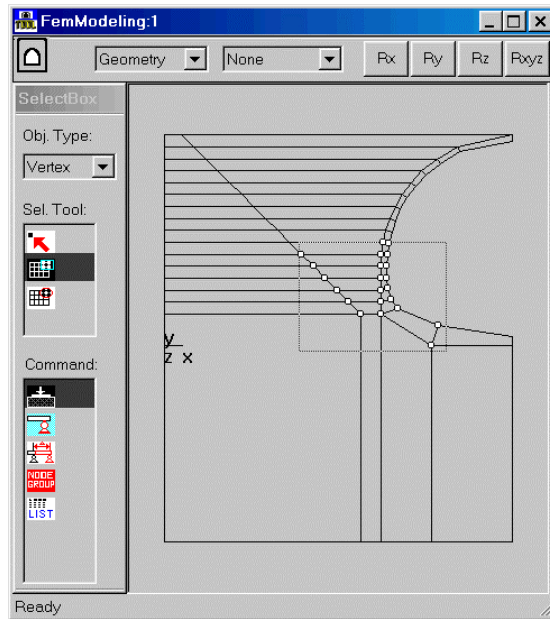 FemModeling:1
Geometry None Rx Ry Rz Rxyz
SelectBox
Obj. Type:
Vertex
Sel. Tool:
Command:
NODE
GROUP
LIST
y
z x
Ready